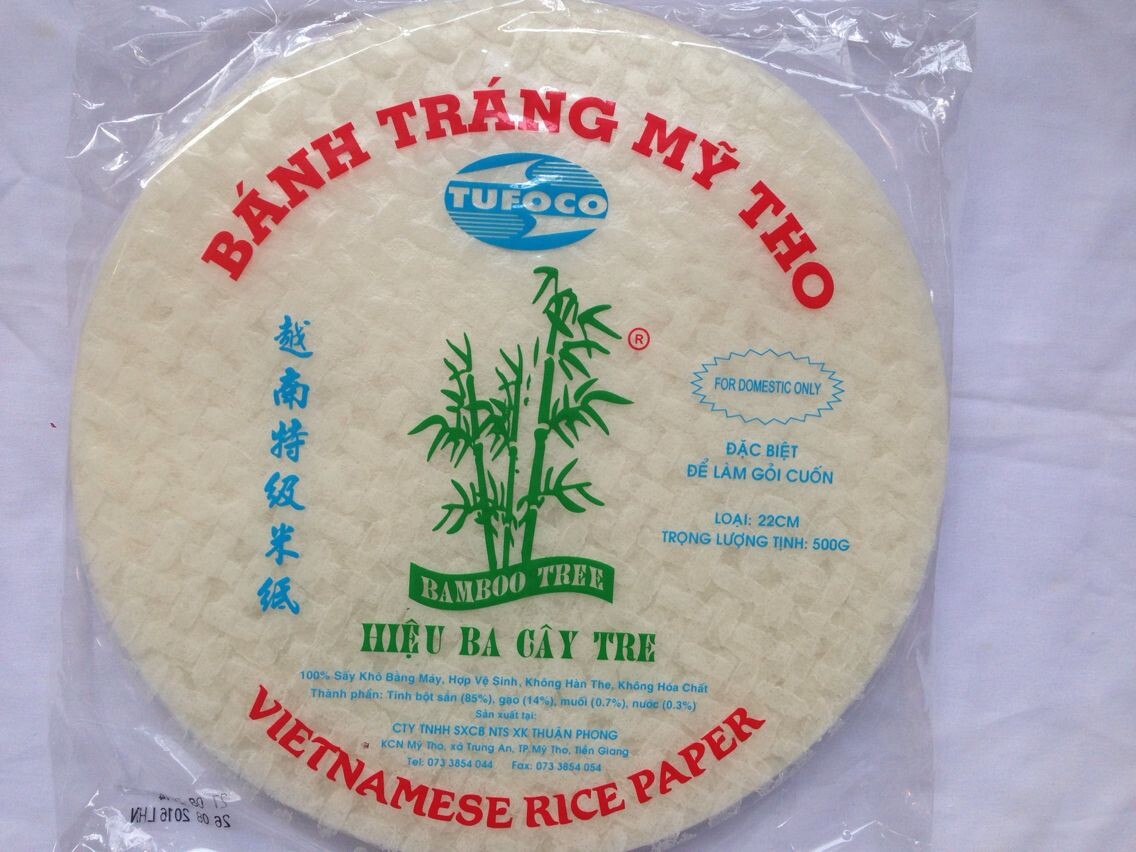 BÁNH TRÁNG MỸ THO
TUFOCO
®
越南特级米纸
FOR DOMESTIC ONLY
ĐẶC BIỆT
ĐỂ LÀM GỎI CUỐN
LOẠI: 22CM
TRỌNG LƯỢNG TỊNH: 500G
BAMBOO TREE
HIỆU BA CÂY TRE
100% Sấy Khô Bằng Máy, Hợp Vệ Sinh, Không Hàn The, Không Hóa Chất
Thành phần: Tinh bột sắn (85%), gạo (14%), muối (0.7%), nước (0.3%)
Sản xuất tại:
CTY TNHH SXCB NTS XK THUẬN PHONG
KCN Mỹ Tho, xã Trung An, TP.Mỹ Tho, Tiền Giang
Tel: 073 3854 044 Fax: 073 3854 054
VIETNAMESE RICE PAPER
26 08 2016 LHN